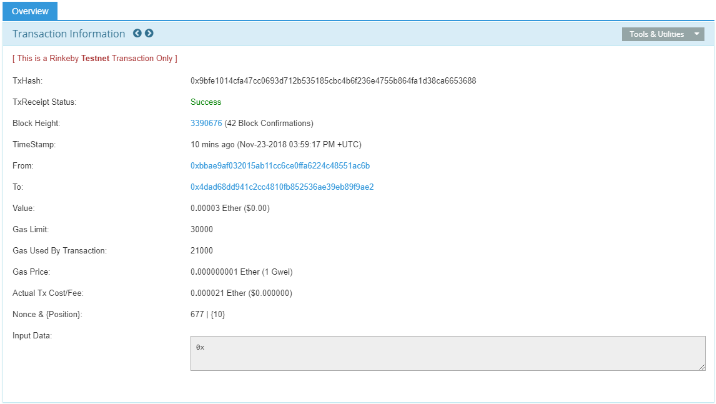 Overview
Transaction Information
Tools & Utilities
[ This is a Rinkeby Testnet Transaction Only ]
TxHash: 0x9bfe1014cfa47cc0693d712b535185cbc4b6f236e4755b864fa1d38ca6653688
TxReceipt Status: Success
Block Height: 3390676 (42 Block Confirmations)
TimeStamp: 10 mins ago (Nov-23-2018 03:59:17 PM +UTC)
From: 0xbbae9af032015ab11cc6ce0ffa6224c48551ac6b
To: 0x4dad68dd941c2cc4810fb852536ae39eb89f9ae2
Value: 0.00003 Ether ($0.00)
Gas Limit: 30000
Gas Used By Transaction: 21000
Gas Price: 0.000000001 Ether (1 Gwei)
Actual Tx Cost/Fee: 0.000021 Ether ($0.000000)
Nonce & {Position}: 677 | {10}
Input Data:
0x